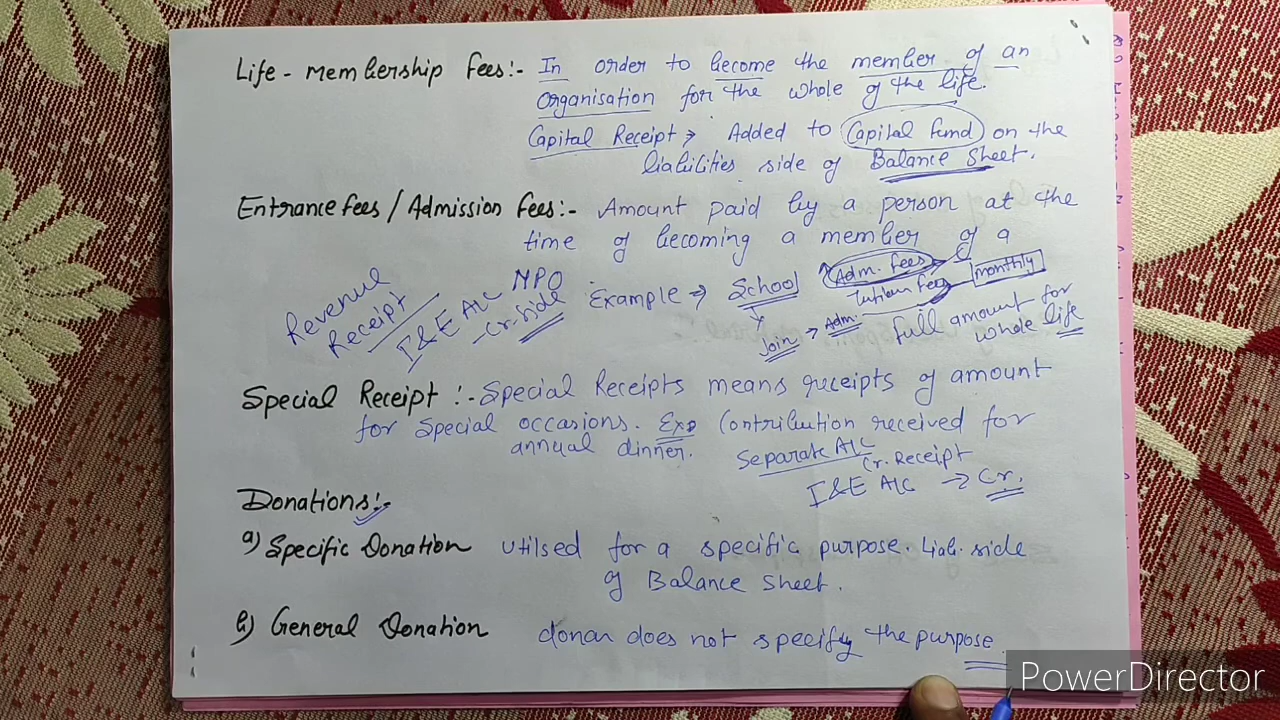 Life - membership fees:- In order to become the member of an
organisation for the whole of the life.
Capital Receipt → Added to Capital fund on the
liabilities side of Balance Sheet.
Entrance fees / Admission fees:- Amount paid by a person at the
time of becoming a member of a
NPO Example → School Adm. fees
Tution fees monthly
Revenue
Receipt
I&E A/C
Cr. side
Join → Adm. full amount for
whole life
Special Receipt :- Special Receipts means receipts of amount
for special occasions. Exp Contribution received for
annual dinner. Separate A/C
Cr. Receipt
I&E A/C → Cr.
Donations:-
a) Specific Donation utilsed for a specific purpose. Liab. side
of Balance Sheet.
b) General Donation donar does not specify the purpose.
PowerDirector